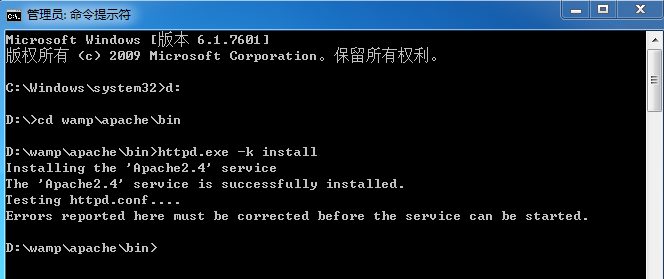 管理员: 命令提示符
Microsoft Windows [版本 6.1.7601]
版权所有 (c) 2009 Microsoft Corporation。保留所有权利。
C:\Windows\system32>d:
D:\>cd wamp\apache\bin
D:\wamp\apache\bin>httpd.exe -k install
Installing the 'Apache2.4' service
The 'Apache2.4' service is successfully installed.
Testing httpd.conf....
Errors reported here must be corrected before the service can be started.
D:\wamp\apache\bin>